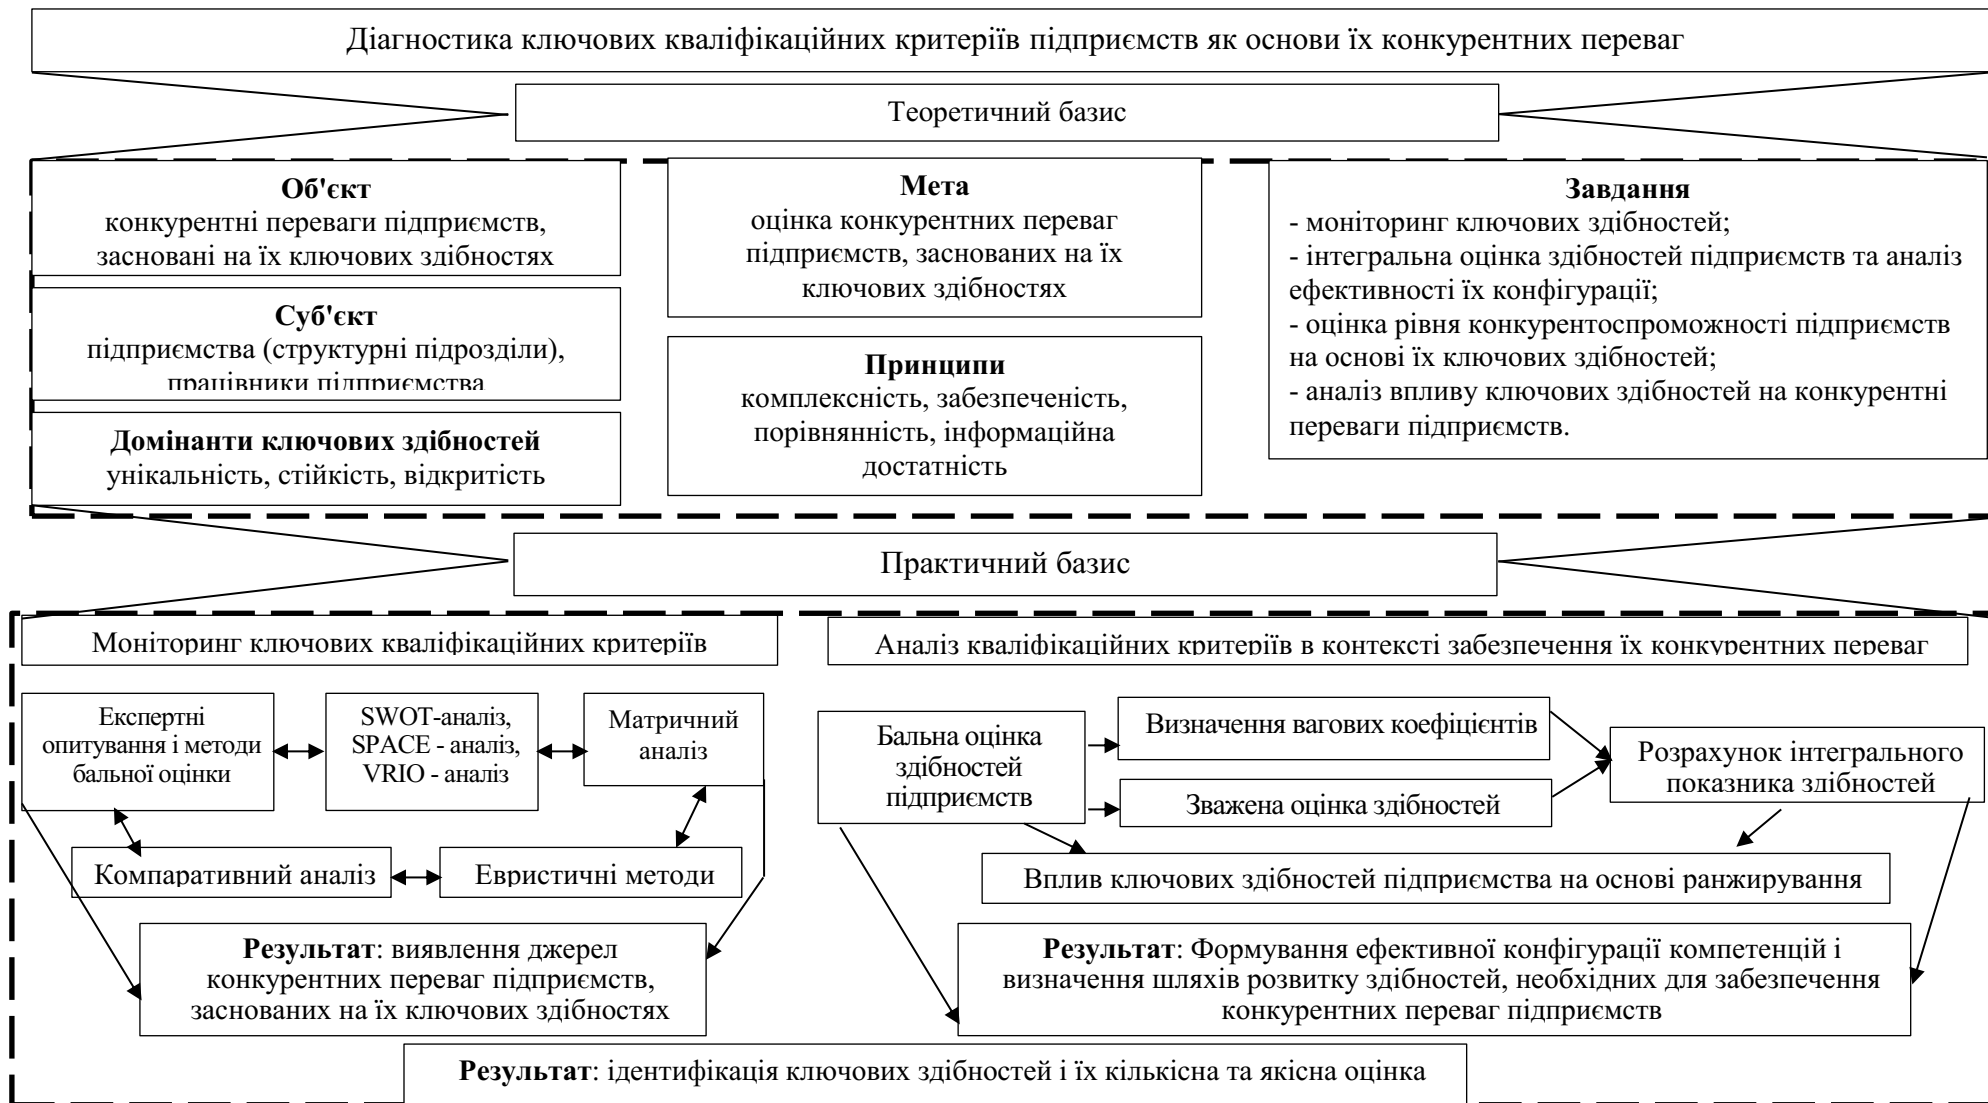 Діагностика ключових кваліфікаційних критеріїв підприємств як основи їх конкурентних переваг
Теоретичний базис
Об'єкт
конкурентні переваги підприємств,
засновані на їх ключових здібностях
Суб'єкт
підприємства (структурні підрозділи),
працівники підприємства
Домінанти ключових здібностей
унікальність, стійкість, відкритість
Мета
оцінка конкурентних переваг
підприємств, заснованих на їх
ключових здібностях
Принципи
комплексність, забезпеченість,
порівнянність, інформаційна
достатність
Завдання
- моніторинг ключових здібностей;
- інтегральна оцінка здібностей підприємств та аналіз
ефективності їх конфігурації;
- оцінка рівня конкурентоспроможності підприємств
на основі їх ключових здібностей;
- аналіз впливу ключових здібностей на конкурентні
переваги підприємств.
Практичний базис
Моніторинг ключових кваліфікаційних критеріїв
Експертні
опитування і методи
бальної оцінки
SWOT-аналіз,
SPACE - аналіз,
VRIO - аналіз
Матричний
аналіз
Компаративний аналіз
Евристичні методи
Результат: виявлення джерел
конкурентних переваг підприємств,
заснованих на їх ключових здібностях
Аналіз кваліфікаційних критеріїв в контексті забезпечення їх конкурентних переваг
Бальна оцінка
здібностей
підприємств
Визначення вагових коефіцієнтів
Зважена оцінка здібностей
Розрахунок інтегрального
показника здібностей
Вплив ключових здібностей підприємства на основі ранжирування
Результат: Формування ефективної конфігурації компетенцій і
визначення шляхів розвитку здібностей, необхідних для забезпечення
конкурентних переваг підприємств
Результат: ідентифікація ключових здібностей і їх кількісна та якісна оцінка